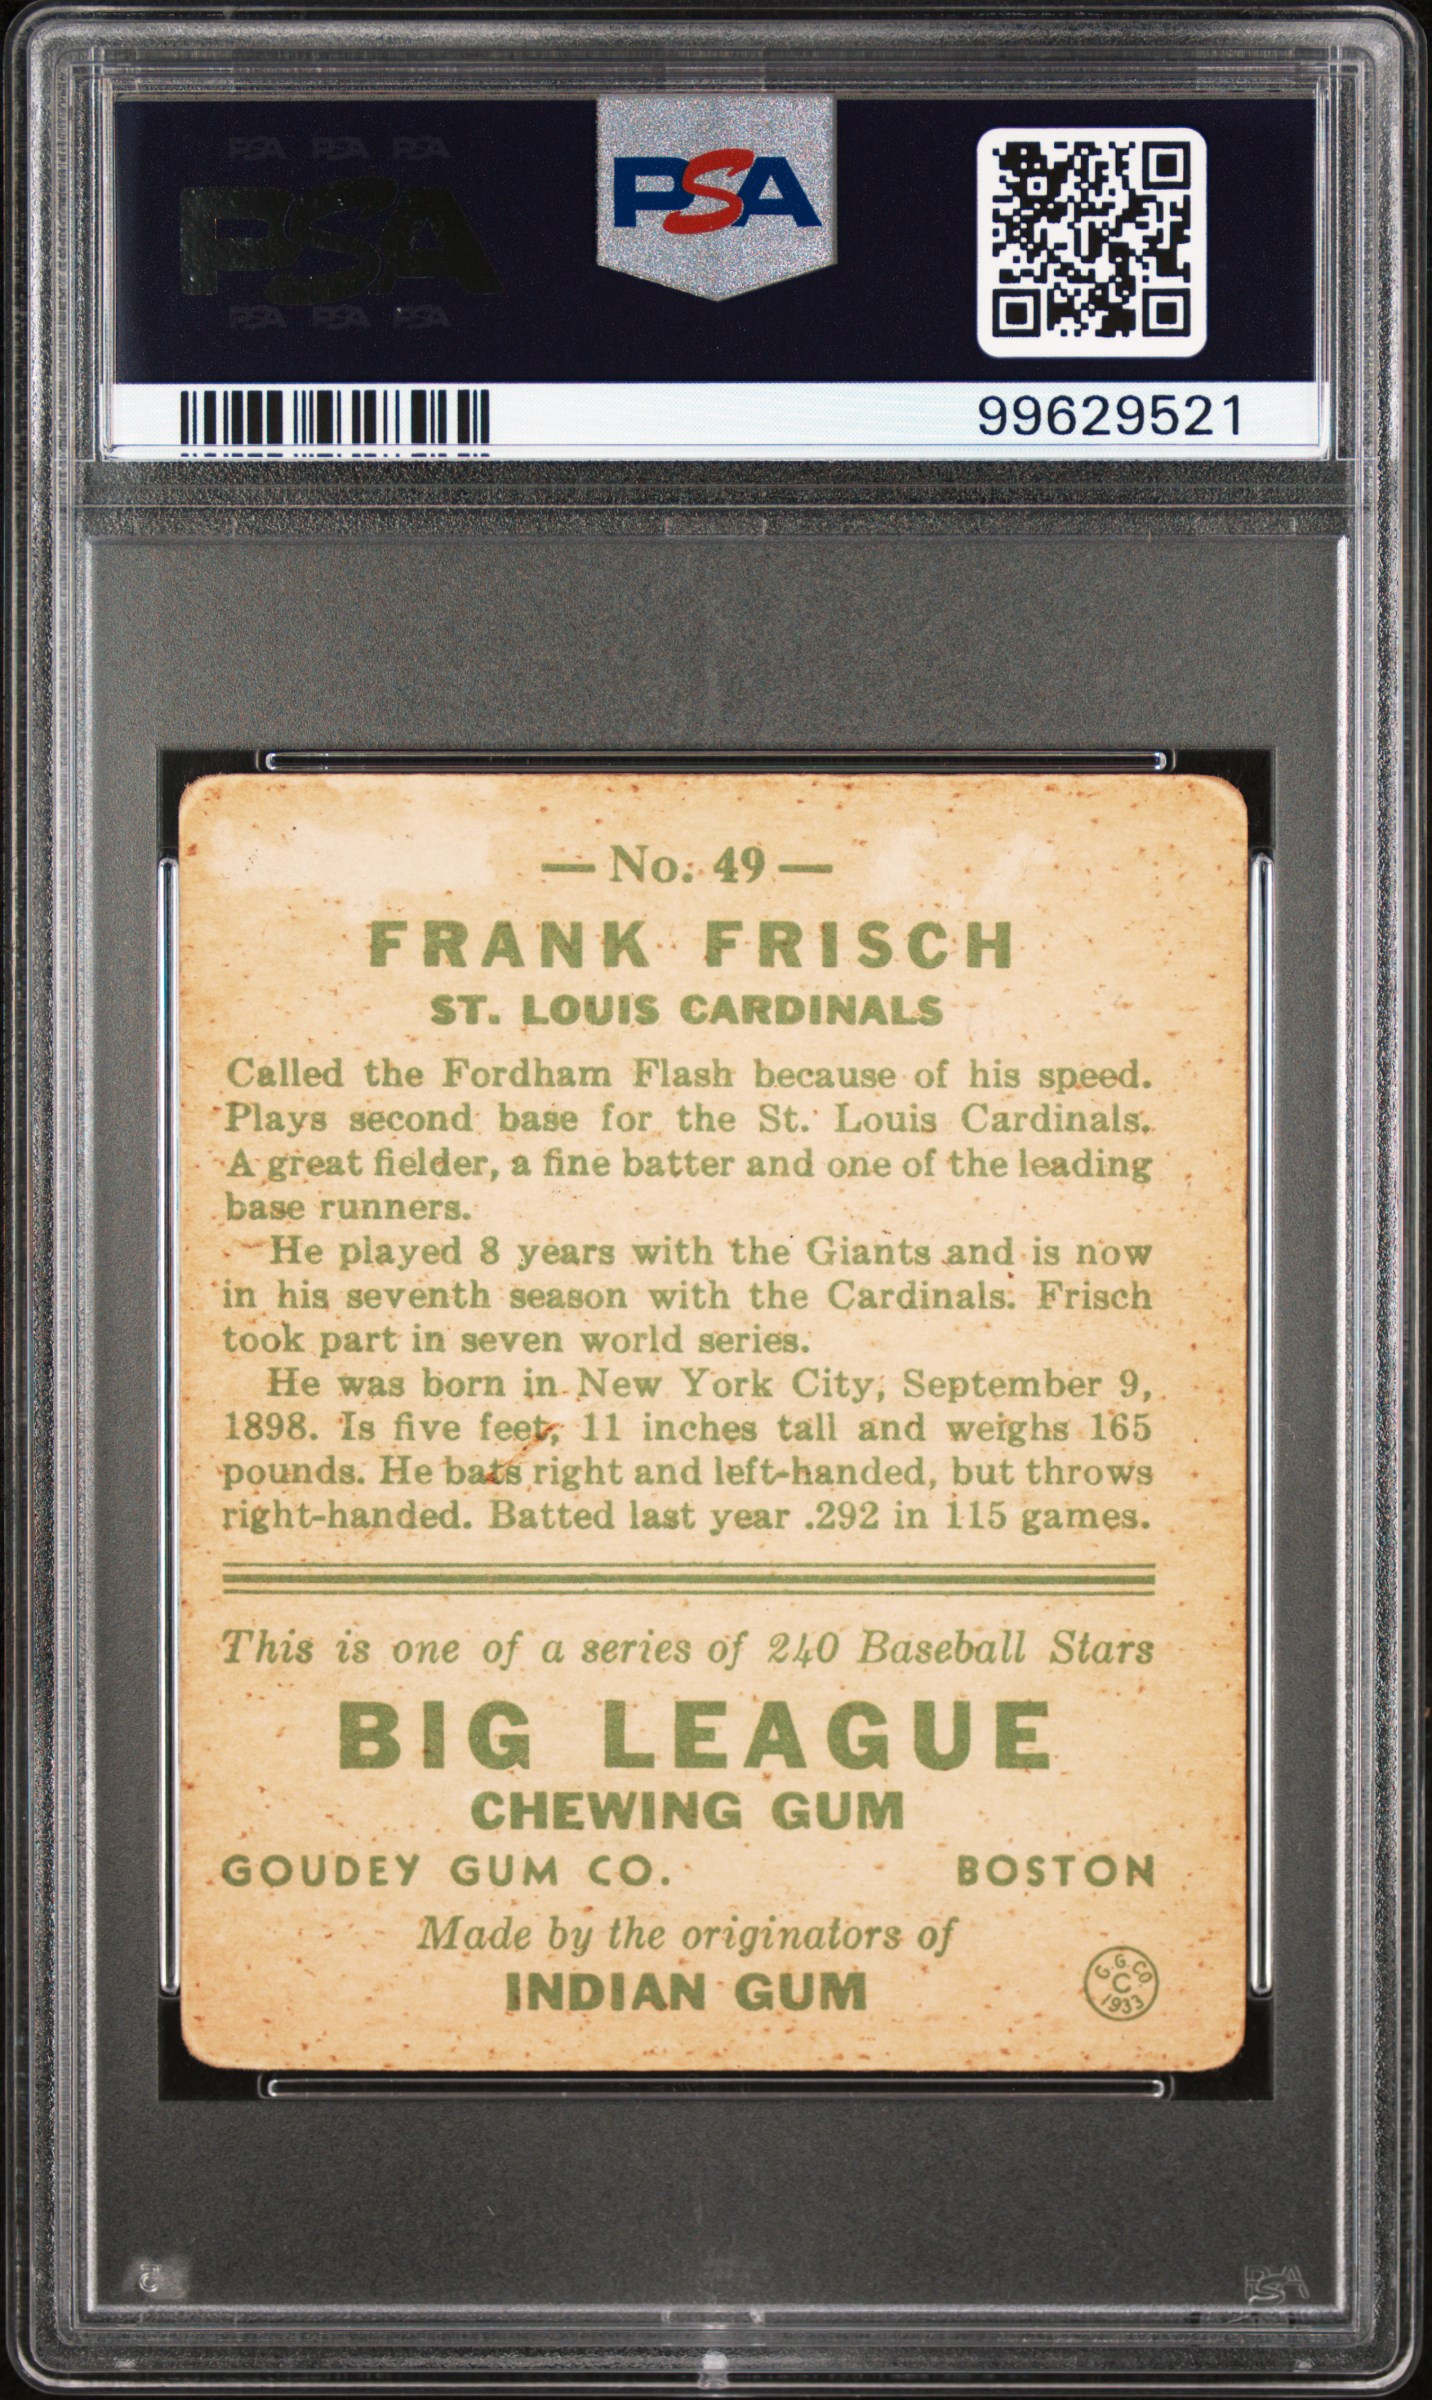 PSA PSA PSA
PSA
PSA PSA PSA
PSA
99629521
— No. 49 —
FRANK FRISCH
ST. LOUIS CARDINALS
Called the Fordham Flash because of his speed.
Plays second base for the St. Louis Cardinals.
A great fielder, a fine batter and one of the leading
base runners.
He played 8 years with the Giants and is now
in his seventh season with the Cardinals. Frisch
took part in seven world series.
He was born in New York City, September 9,
1898. Is five feet, 11 inches tall and weighs 165
pounds. He bats right and left-handed, but throws
right-handed. Batted last year .292 in 115 games.
This is one of a series of 240 Baseball Stars
BIG LEAGUE
CHEWING GUM
GOUDEY GUM CO. BOSTON
Made by the originators of
INDIAN GUM
G. G. CO.
C
1933
PSA